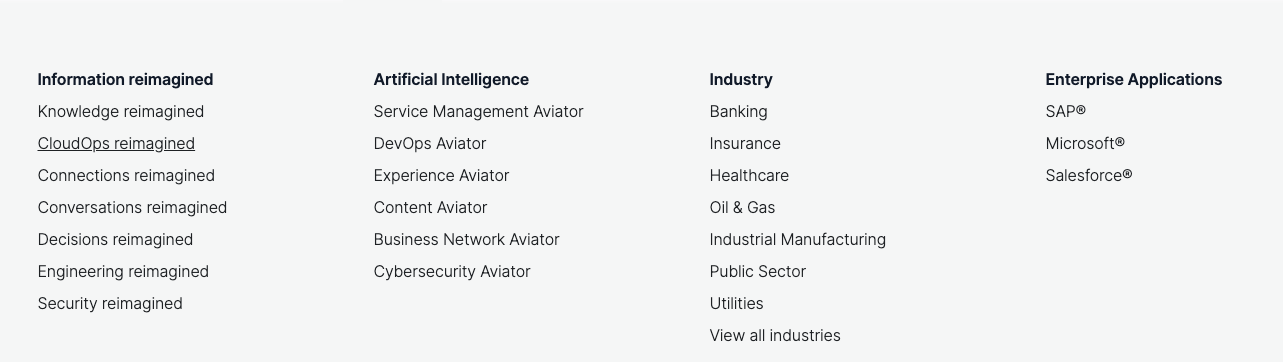 Information reimagined
Knowledge reimagined
CloudOps reimagined
Connections reimagined
Conversations reimagined
Decisions reimagined
Engineering reimagined
Security reimagined
Artificial Intelligence
Service Management Aviator
DevOps Aviator
Experience Aviator
Content Aviator
Business Network Aviator
Cybersecurity Aviator
Industry
Banking
Insurance
Healthcare
Oil & Gas
Industrial Manufacturing
Public Sector
Utilities
View all industries
Enterprise Applications
SAP®
Microsoft®
Salesforce®